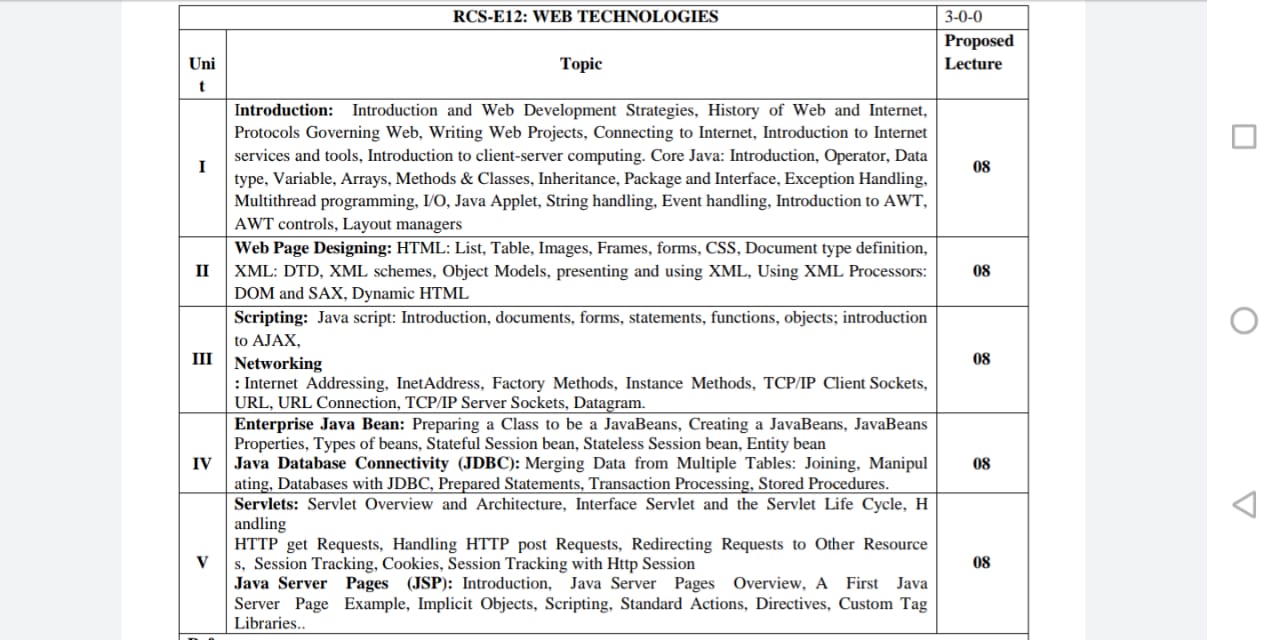 RCS-E12: WEB TECHNOLOGIES 3-0-0
Uni
t
Topic
Proposed
Lecture
I
Introduction: Introduction and Web Development Strategies, History of Web and Internet,
Protocols Governing Web, Writing Web Projects, Connecting to Internet, Introduction to Internet
services and tools, Introduction to client-server computing. Core Java: Introduction, Operator, Data
type, Variable, Arrays, Methods & Classes, Inheritance, Package and Interface, Exception Handling,
Multithread programming, I/O, Java Applet, String handling, Event handling, Introduction to AWT,
AWT controls, Layout managers
08
II
Web Page Designing: HTML: List, Table, Images, Frames, forms, CSS, Document type definition,
XML: DTD, XML schemes, Object Models, presenting and using XML, Using XML Processors:
DOM and SAX, Dynamic HTML
08
III
Scripting: Java script: Introduction, documents, forms, statements, functions, objects; introduction
to AJAX,
Networking
: Internet Addressing, InetAddress, Factory Methods, Instance Methods, TCP/IP Client Sockets,
URL, URL Connection, TCP/IP Server Sockets, Datagram.
08
IV
Enterprise Java Bean: Preparing a Class to be a JavaBeans, Creating a JavaBeans, JavaBeans
Properties, Types of beans, Stateful Session bean, Stateless Session bean, Entity bean
Java Database Connectivity (JDBC): Merging Data from Multiple Tables: Joining, Manipul
ating, Databases with JDBC, Prepared Statements, Transaction Processing, Stored Procedures.
08
V
Servlets: Servlet Overview and Architecture, Interface Servlet and the Servlet Life Cycle, H
andling
HTTP get Requests, Handling HTTP post Requests, Redirecting Requests to Other Resource
s, Session Tracking, Cookies, Session Tracking with Http Session
Java Server Pages (JSP): Introduction, Java Server Pages Overview, A First Java
Server Page Example, Implicit Objects, Scripting, Standard Actions, Directives, Custom Tag
Libraries..
08